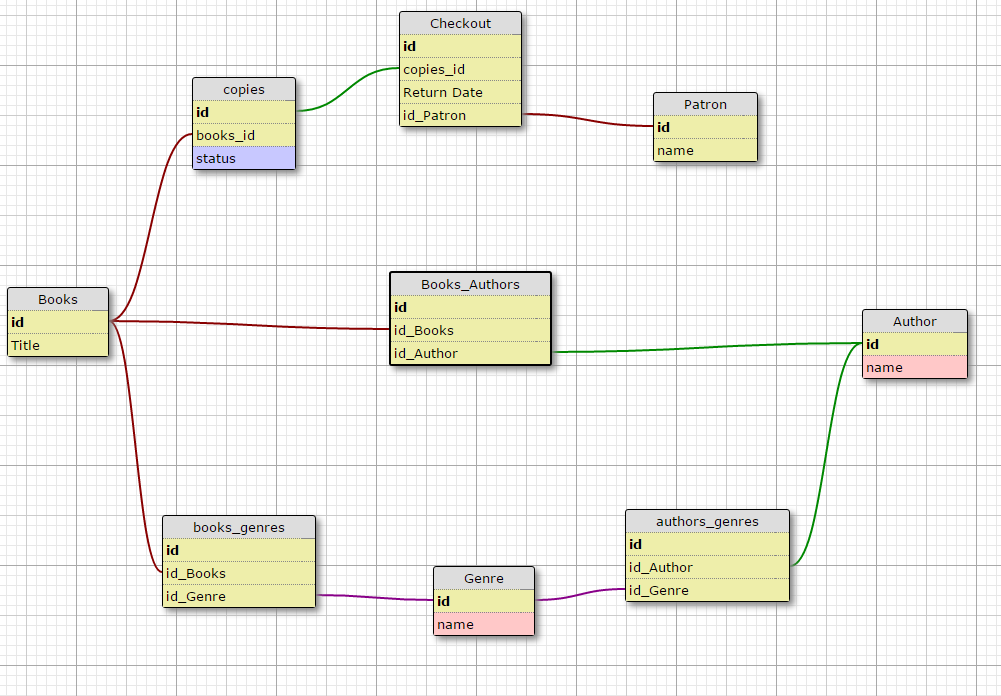 Checkout
id
copies_id
Return Date
id_Patron
copies
id
books_id
status
Patron
id
name
Books_Authors
id
id_Books
id_Author
Books
id
Title
Author
id
name
books_genres
id
id_Books
id_Genre
authors_genres
id
id_Author
id_Genre
Genre
id
name